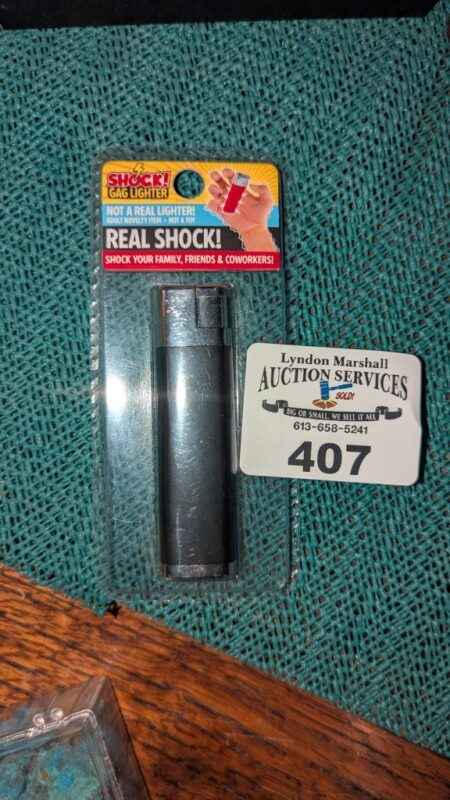 SHOCK!
GAG LIGHTER
NOT A REAL LIGHTER!
ADULT NOVELTY ITEM • NOT A TOY
REAL SHOCK!
SHOCK YOUR FAMILY, FRIENDS & COWORKERS!
Lyndon Marshall
AUCTION SERVICES
SOLD!
BIG OR SMALL, WE SELL IT ALL
613-658-5241
407